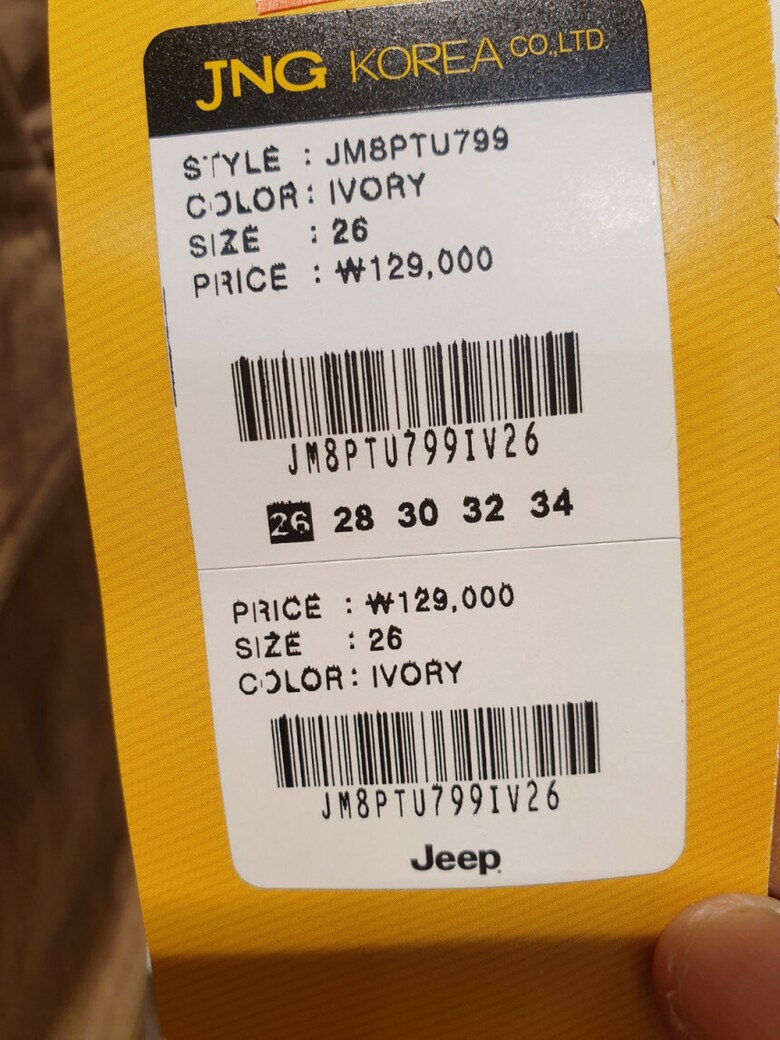 JNG KOREA CO.,LTD.
STYLE : JM8PTU799
COLOR : IVORY
SIZE : 26
PRICE : ₩129,000
JM8PTU799IV26
26 28 30 32 34
PRICE : ₩129,000
SIZE : 26
COLOR : IVORY
JM8PTU799IV26
Jeep